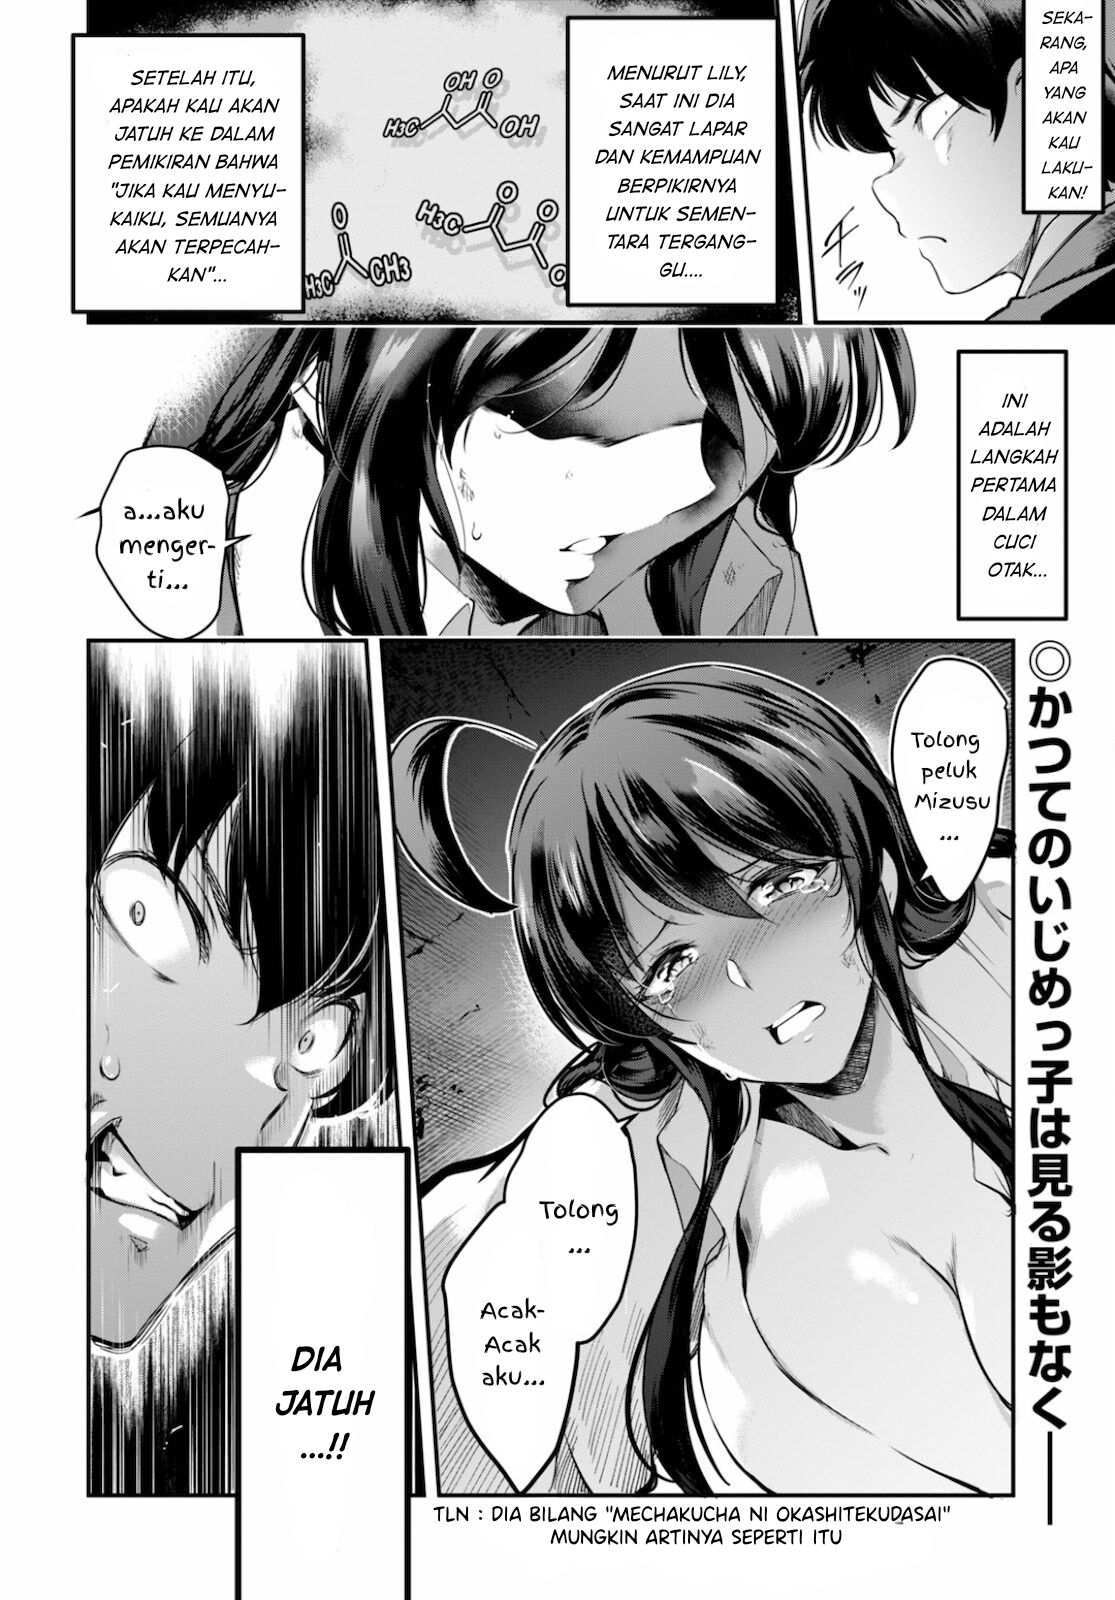 SEKA-
RANG,
APA
YANG
AKAN
KAU
LAKU-
KAN!
MENURUT LILY,
SAAT INI DIA
SANGAT LAPAR
DAN KEMAMPUAN
BERPIKIRNYA
UNTUK SEMEN-
TARA TERGANG-
GU....
OH O
H3C OH
O O
H3C O
O
H3C CH3
SETELAH ITU,
APAKAH KAU AKAN
JATUH KE DALAM
PEMIKIRAN BAHWA
"JIKA KAU MENYU-
KAIKU, SEMUANYA
AKAN TERPECAH-
KAN"...
INI
ADALAH
LANGKAH
PERTAMA
DALAM
CUCI
OTAK...
a...aku
menger-
ti...
Tolong
peluk
Mizusu
...
Tolong
...
Acak-
Acak
aku...
DIA
JATUH
...!!
◎かつてのいじめっ子は見る影もなく――
TLN : DIA BILANG "MECHAKUCHA NI OKASHITEKUDASAI"
MUNGKIN ARTINYA SEPERTI ITU